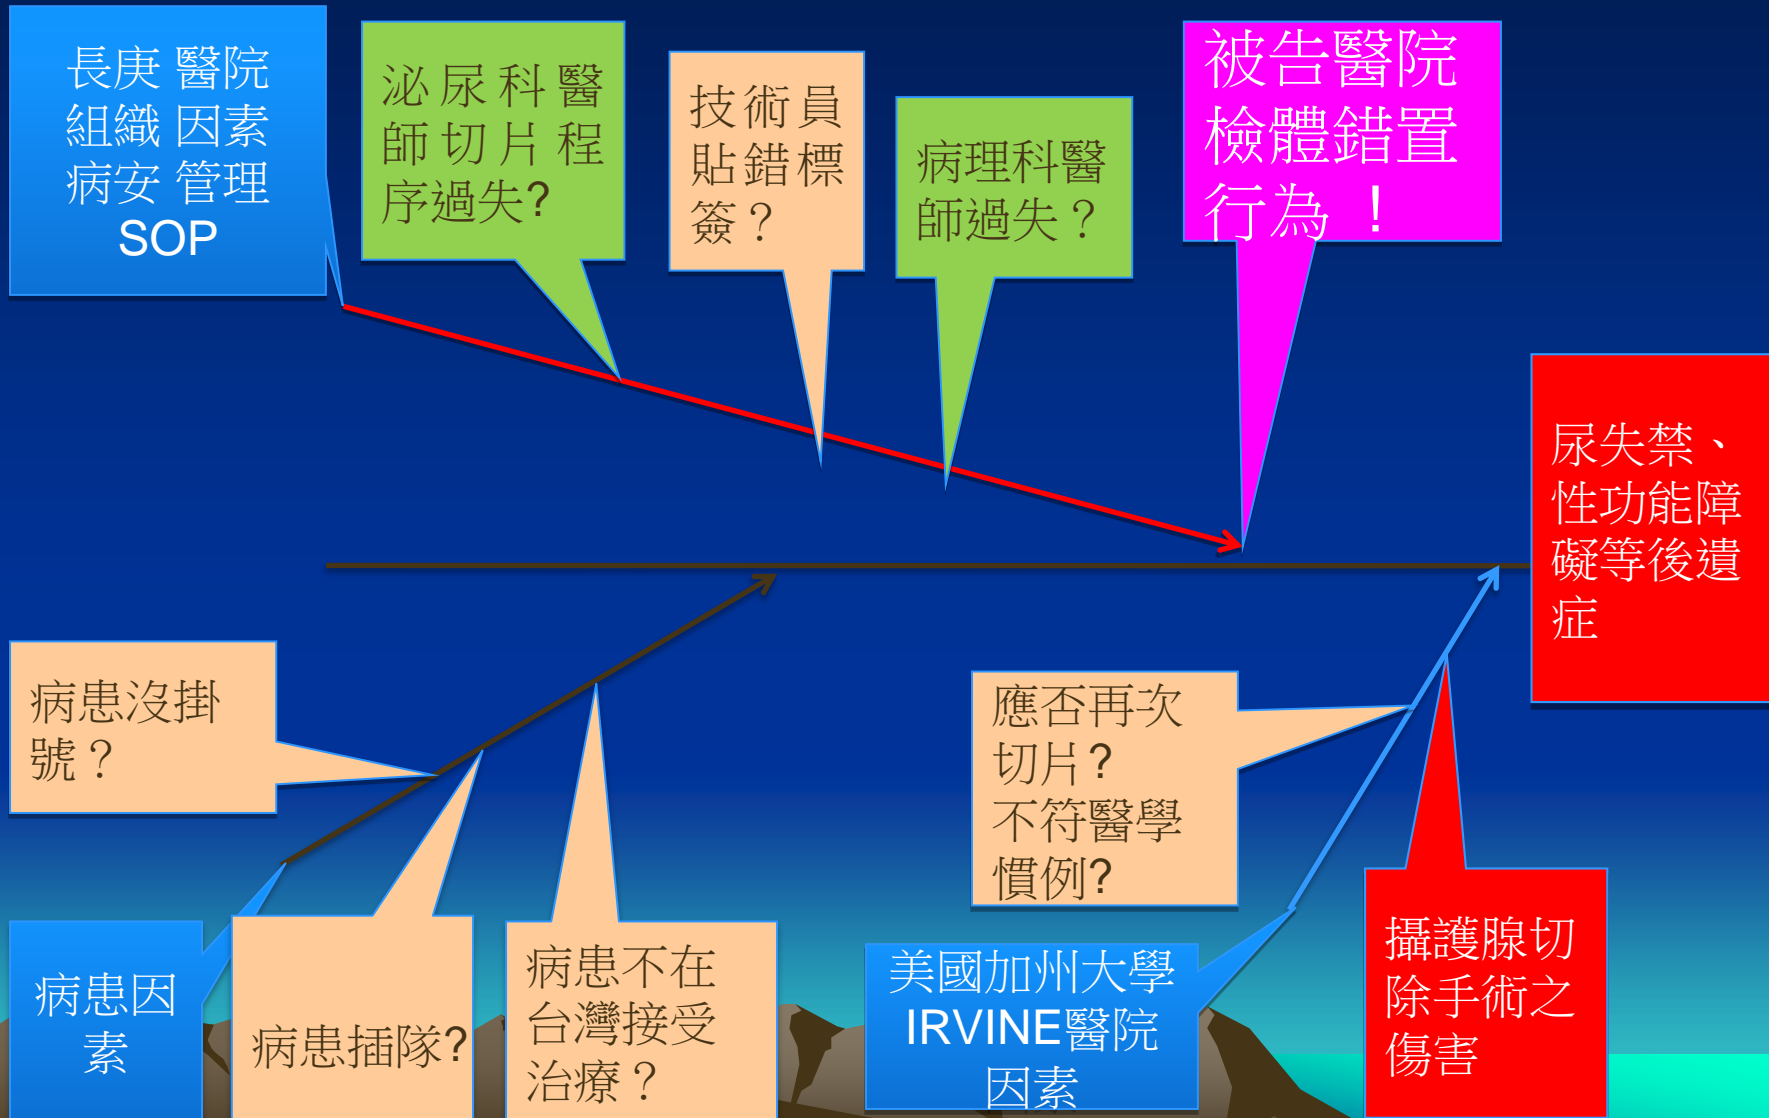 長庚 醫院
組織 因素
病安 管理
SOP
泌尿科醫
師切片程
序過失?
技術員
貼錯標
簽？
病理科醫
師過失？
被告醫院
檢體錯置
行為 ！
尿失禁、
性功能障
礙等後遺
症
病患沒掛
號？
應否再次
切片?
不符醫學
慣例?
病患因
素
病患插隊?
病患不在
台灣接受
治療？
美國加州大學
IRVINE醫院
因素
攝護腺切
除手術之
傷害